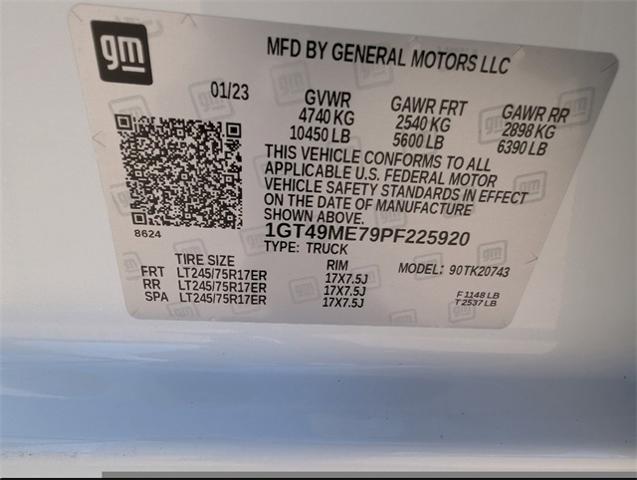 gm
MFD BY GENERAL MOTORS LLC
01/23
GVWR
4740 KG
10450 LB
GAWR FRT
2540 KG
5600 LB
GAWR RR
2898 KG
6390 LB
THIS VEHICLE CONFORMS TO ALL
APPLICABLE U.S. FEDERAL MOTOR
VEHICLE SAFETY STANDARDS IN EFFECT
ON THE DATE OF MANUFACTURE
SHOWN ABOVE.
8624
1GT49ME79PF225920
TYPE: TRUCK
MODEL: 90TK20743
TIRE SIZE RIM
FRT LT245/75R17ER 17X7.5J
RR LT245/75R17ER 17X7.5J
SPA LT245/75R17ER 17X7.5J
F 1148 LB
T 2537 LB